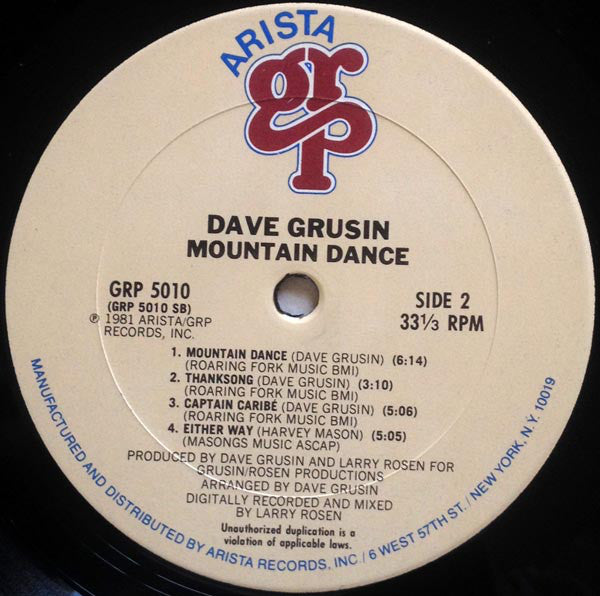 ARISTA
grp
DAVE GRUSIN
MOUNTAIN DANCE
GRP 5010
(GRP 5010 SB)
℗ 1981 ARISTA/GRP
RECORDS, INC.
SIDE 2
33⅓ RPM
1. MOUNTAIN DANCE (DAVE GRUSIN) (6:14)
(ROARING FORK MUSIC BMI)
2. THANKSONG (DAVE GRUSIN) (3:10)
(ROARING FORK MUSIC BMI)
3. CAPTAIN CARIBÉ (DAVE GRUSIN) (5:06)
(ROARING FORK MUSIC BMI)
4. EITHER WAY (HARVEY MASON) (5:05)
(MASONGS MUSIC ASCAP)
PRODUCED BY DAVE GRUSIN AND LARRY ROSEN FOR
GRUSIN/ROSEN PRODUCTIONS
ARRANGED BY DAVE GRUSIN
DIGITALLY RECORDED AND MIXED
BY LARRY ROSEN
Unauthorized duplication is a
violation of applicable laws.
MANUFACTURED AND DISTRIBUTED BY ARISTA RECORDS, INC./6 WEST 57TH ST./NEW YORK, N.Y. 10019